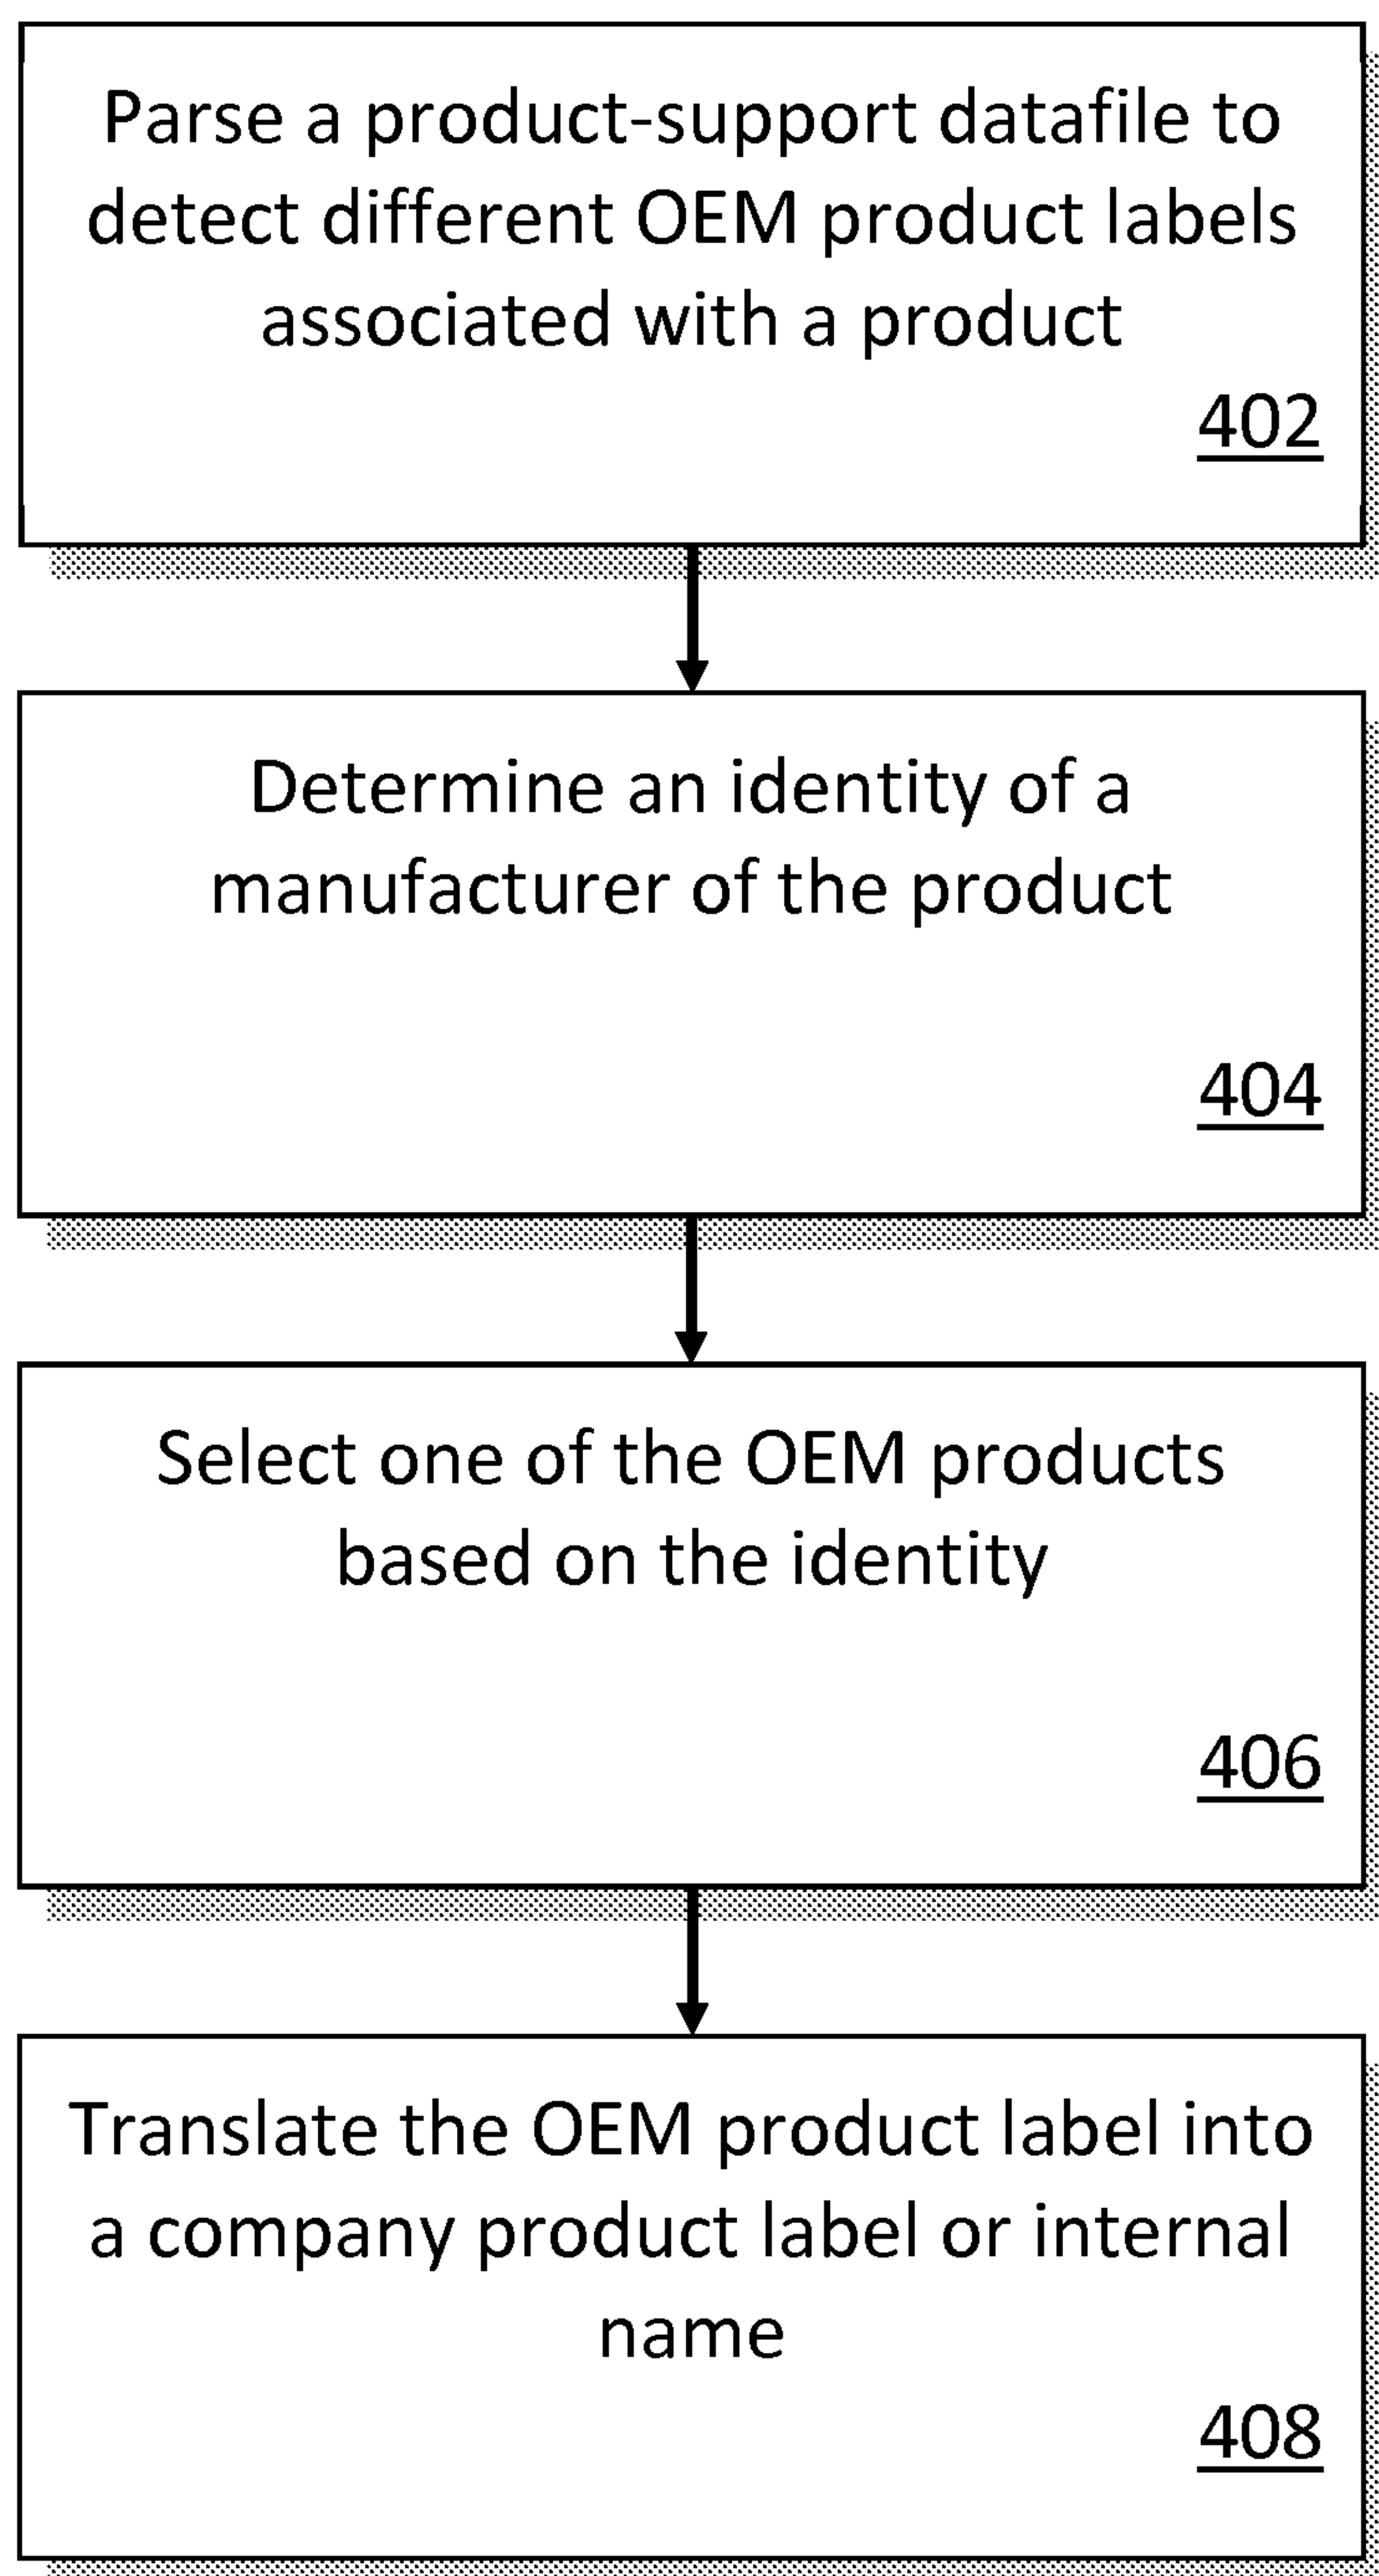 Parse a product-support datafile to
detect different OEM product labels
associated with a product
402
Determine an identity of a
manufacturer of the product
404
Select one of the OEM products
based on the identity
406
Translate the OEM product label into
a company product label or internal
name
408